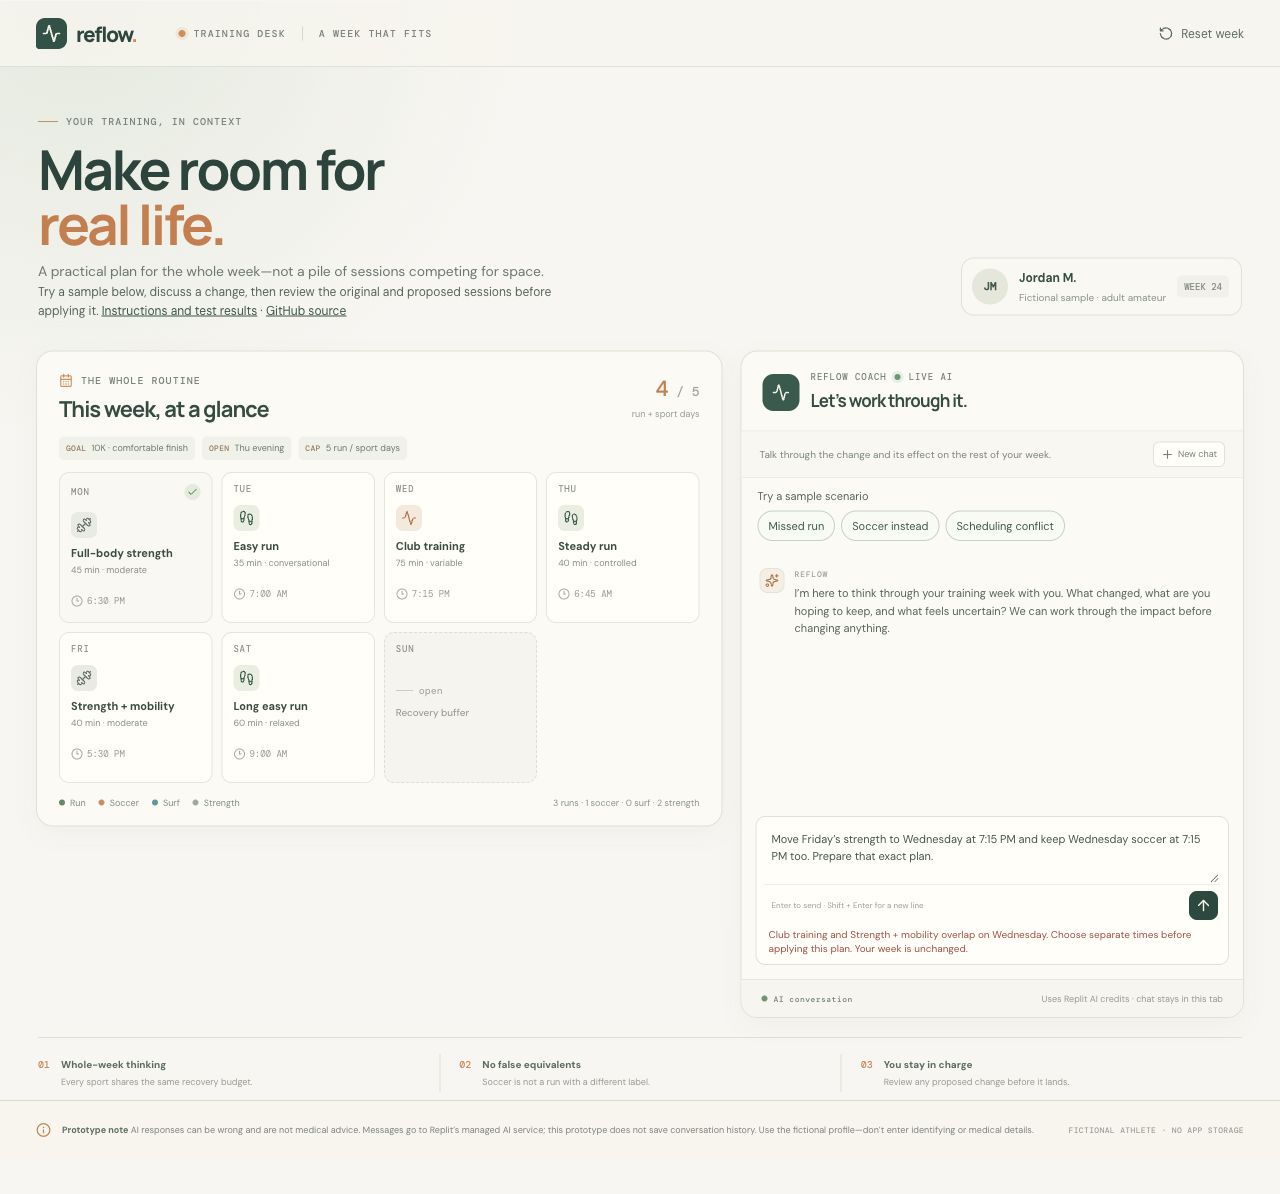 reflow.
TRAINING DESK
A WEEK THAT FITS
Reset week
YOUR TRAINING, IN CONTEXT
Make room for
real life.
A practical plan for the whole week—not a pile of sessions competing for space.
Try a sample below, discuss a change, then review the original and proposed sessions before
applying it. Instructions and test results · GitHub source
JM
Jordan M.
Fictional sample · adult amateur
WEEK 24
THE WHOLE ROUTINE
This week, at a glance
4 / 5
run + sport days
GOAL 10K · comfortable finish
OPEN Thu evening
CAP 5 run / sport days
MON
Full-body strength
45 min · moderate
6:30 PM
TUE
Easy run
35 min · conversational
7:00 AM
WED
Club training
75 min · variable
7:15 PM
THU
Steady run
40 min · controlled
6:45 AM
FRI
Strength + mobility
40 min · moderate
5:30 PM
SAT
Long easy run
60 min · relaxed
9:00 AM
SUN
open
Recovery buffer
Run
Soccer
Surf
Strength
3 runs · 1 soccer · 0 surf · 2 strength
REFLOW COACH LIVE AI
Let's work through it.
Talk through the change and its effect on the rest of your week.
New chat
Try a sample scenario
Missed run
Soccer instead
Scheduling conflict
REFLOW
I'm here to think through your training week with you. What changed, what are you
hoping to keep, and what feels uncertain? We can work through the impact before
changing anything.
Move Friday's strength to Wednesday at 7:15 PM and keep Wednesday soccer at 7:15
PM too. Prepare that exact plan.
Enter to send · Shift + Enter for a new line
Club training and Strength + mobility overlap on Wednesday. Choose separate times before
applying this plan. Your week is unchanged.
AI conversation
Uses Replit AI credits · chat stays in this tab
01 Whole-week thinking
Every sport shares the same recovery budget.
02 No false equivalents
Soccer is not a run with a different label.
03 You stay in charge
Review any proposed change before it lands.
Prototype note AI responses can be wrong and are not medical advice. Messages go to Replit's managed AI service; this prototype does not save conversation history. Use the fictional profile—don't enter identifying or medical details.
FICTIONAL ATHLETE · NO APP STORAGE